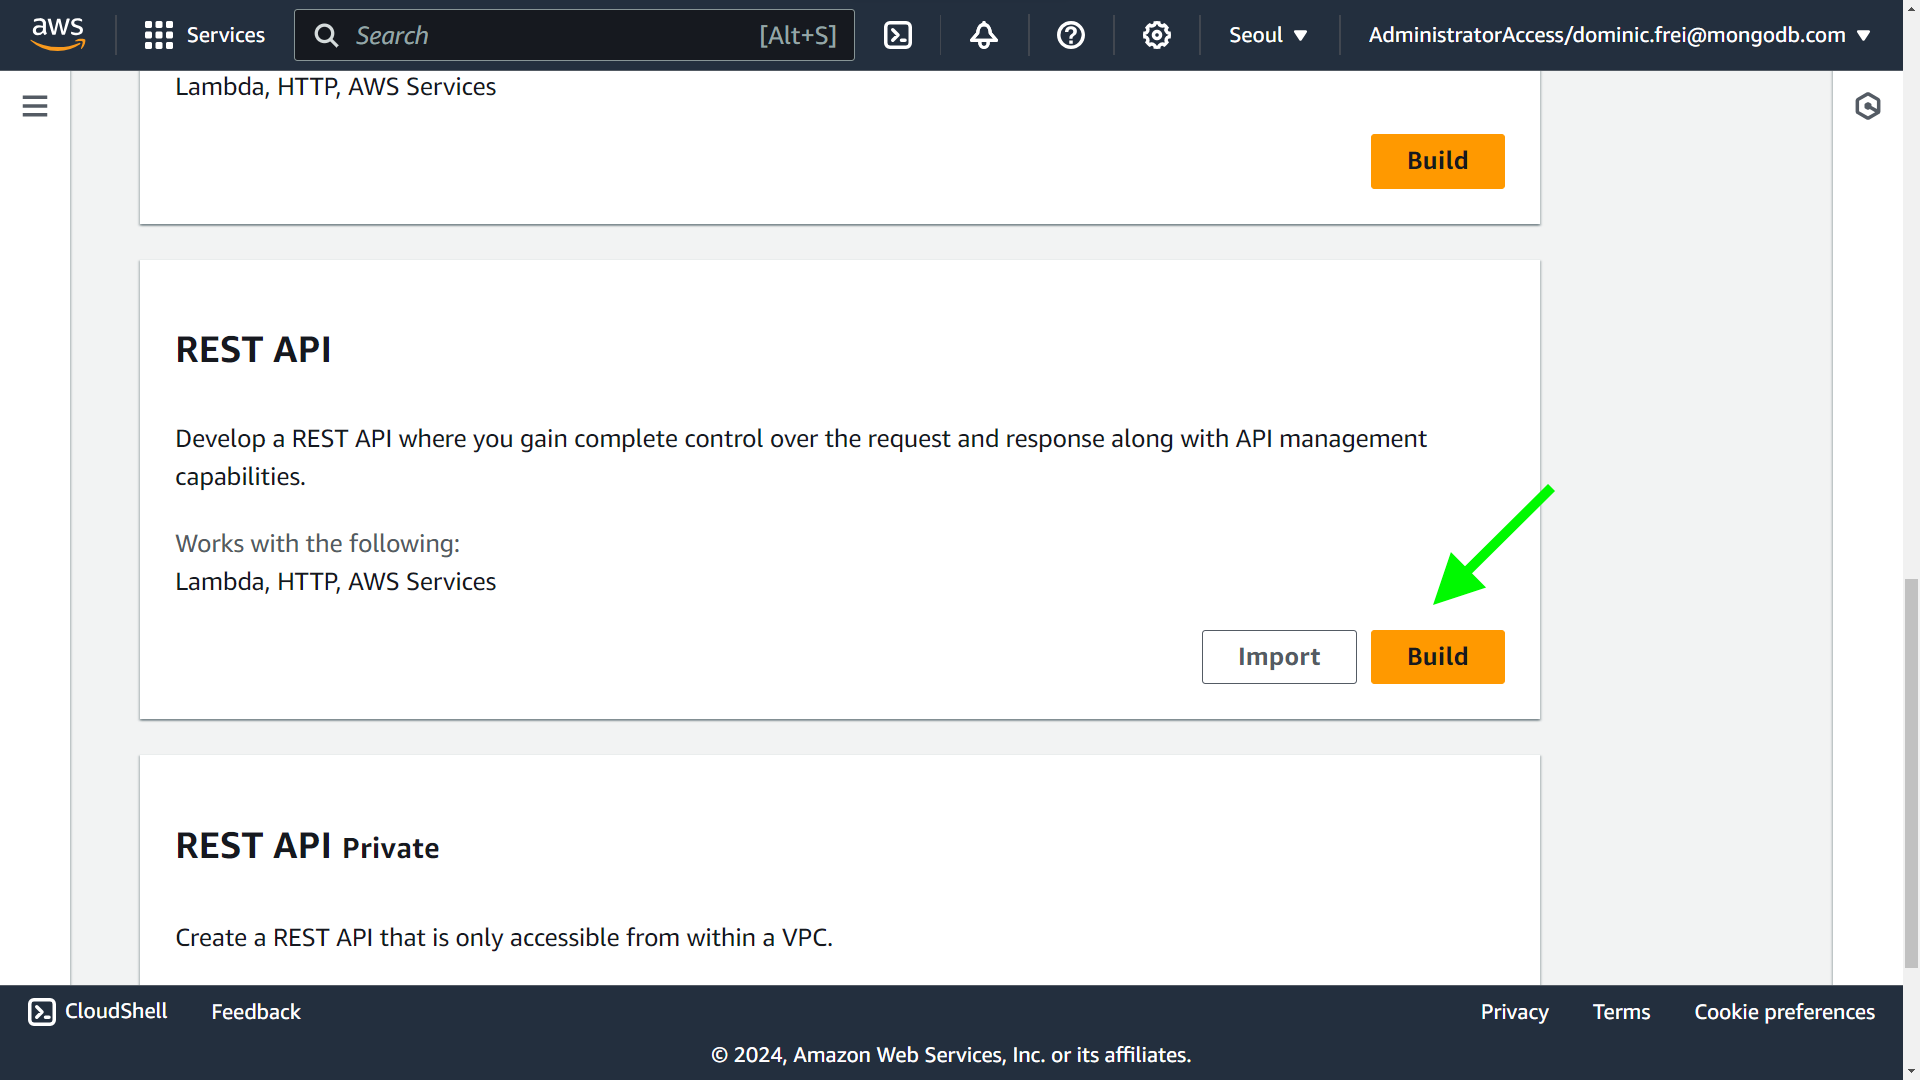 aws
Services
Search [Alt+S]
Seoul
AdministratorAccess/dominic.frei@mongodb.com
Lambda, HTTP, AWS Services
Build
REST API
Develop a REST API where you gain complete control over the request and response along with API management
capabilities.
Works with the following:
Lambda, HTTP, AWS Services
Import
Build
REST API Private
Create a REST API that is only accessible from within a VPC.
CloudShell
Feedback
Privacy
Terms
Cookie preferences
© 2024, Amazon Web Services, Inc. or its affiliates.